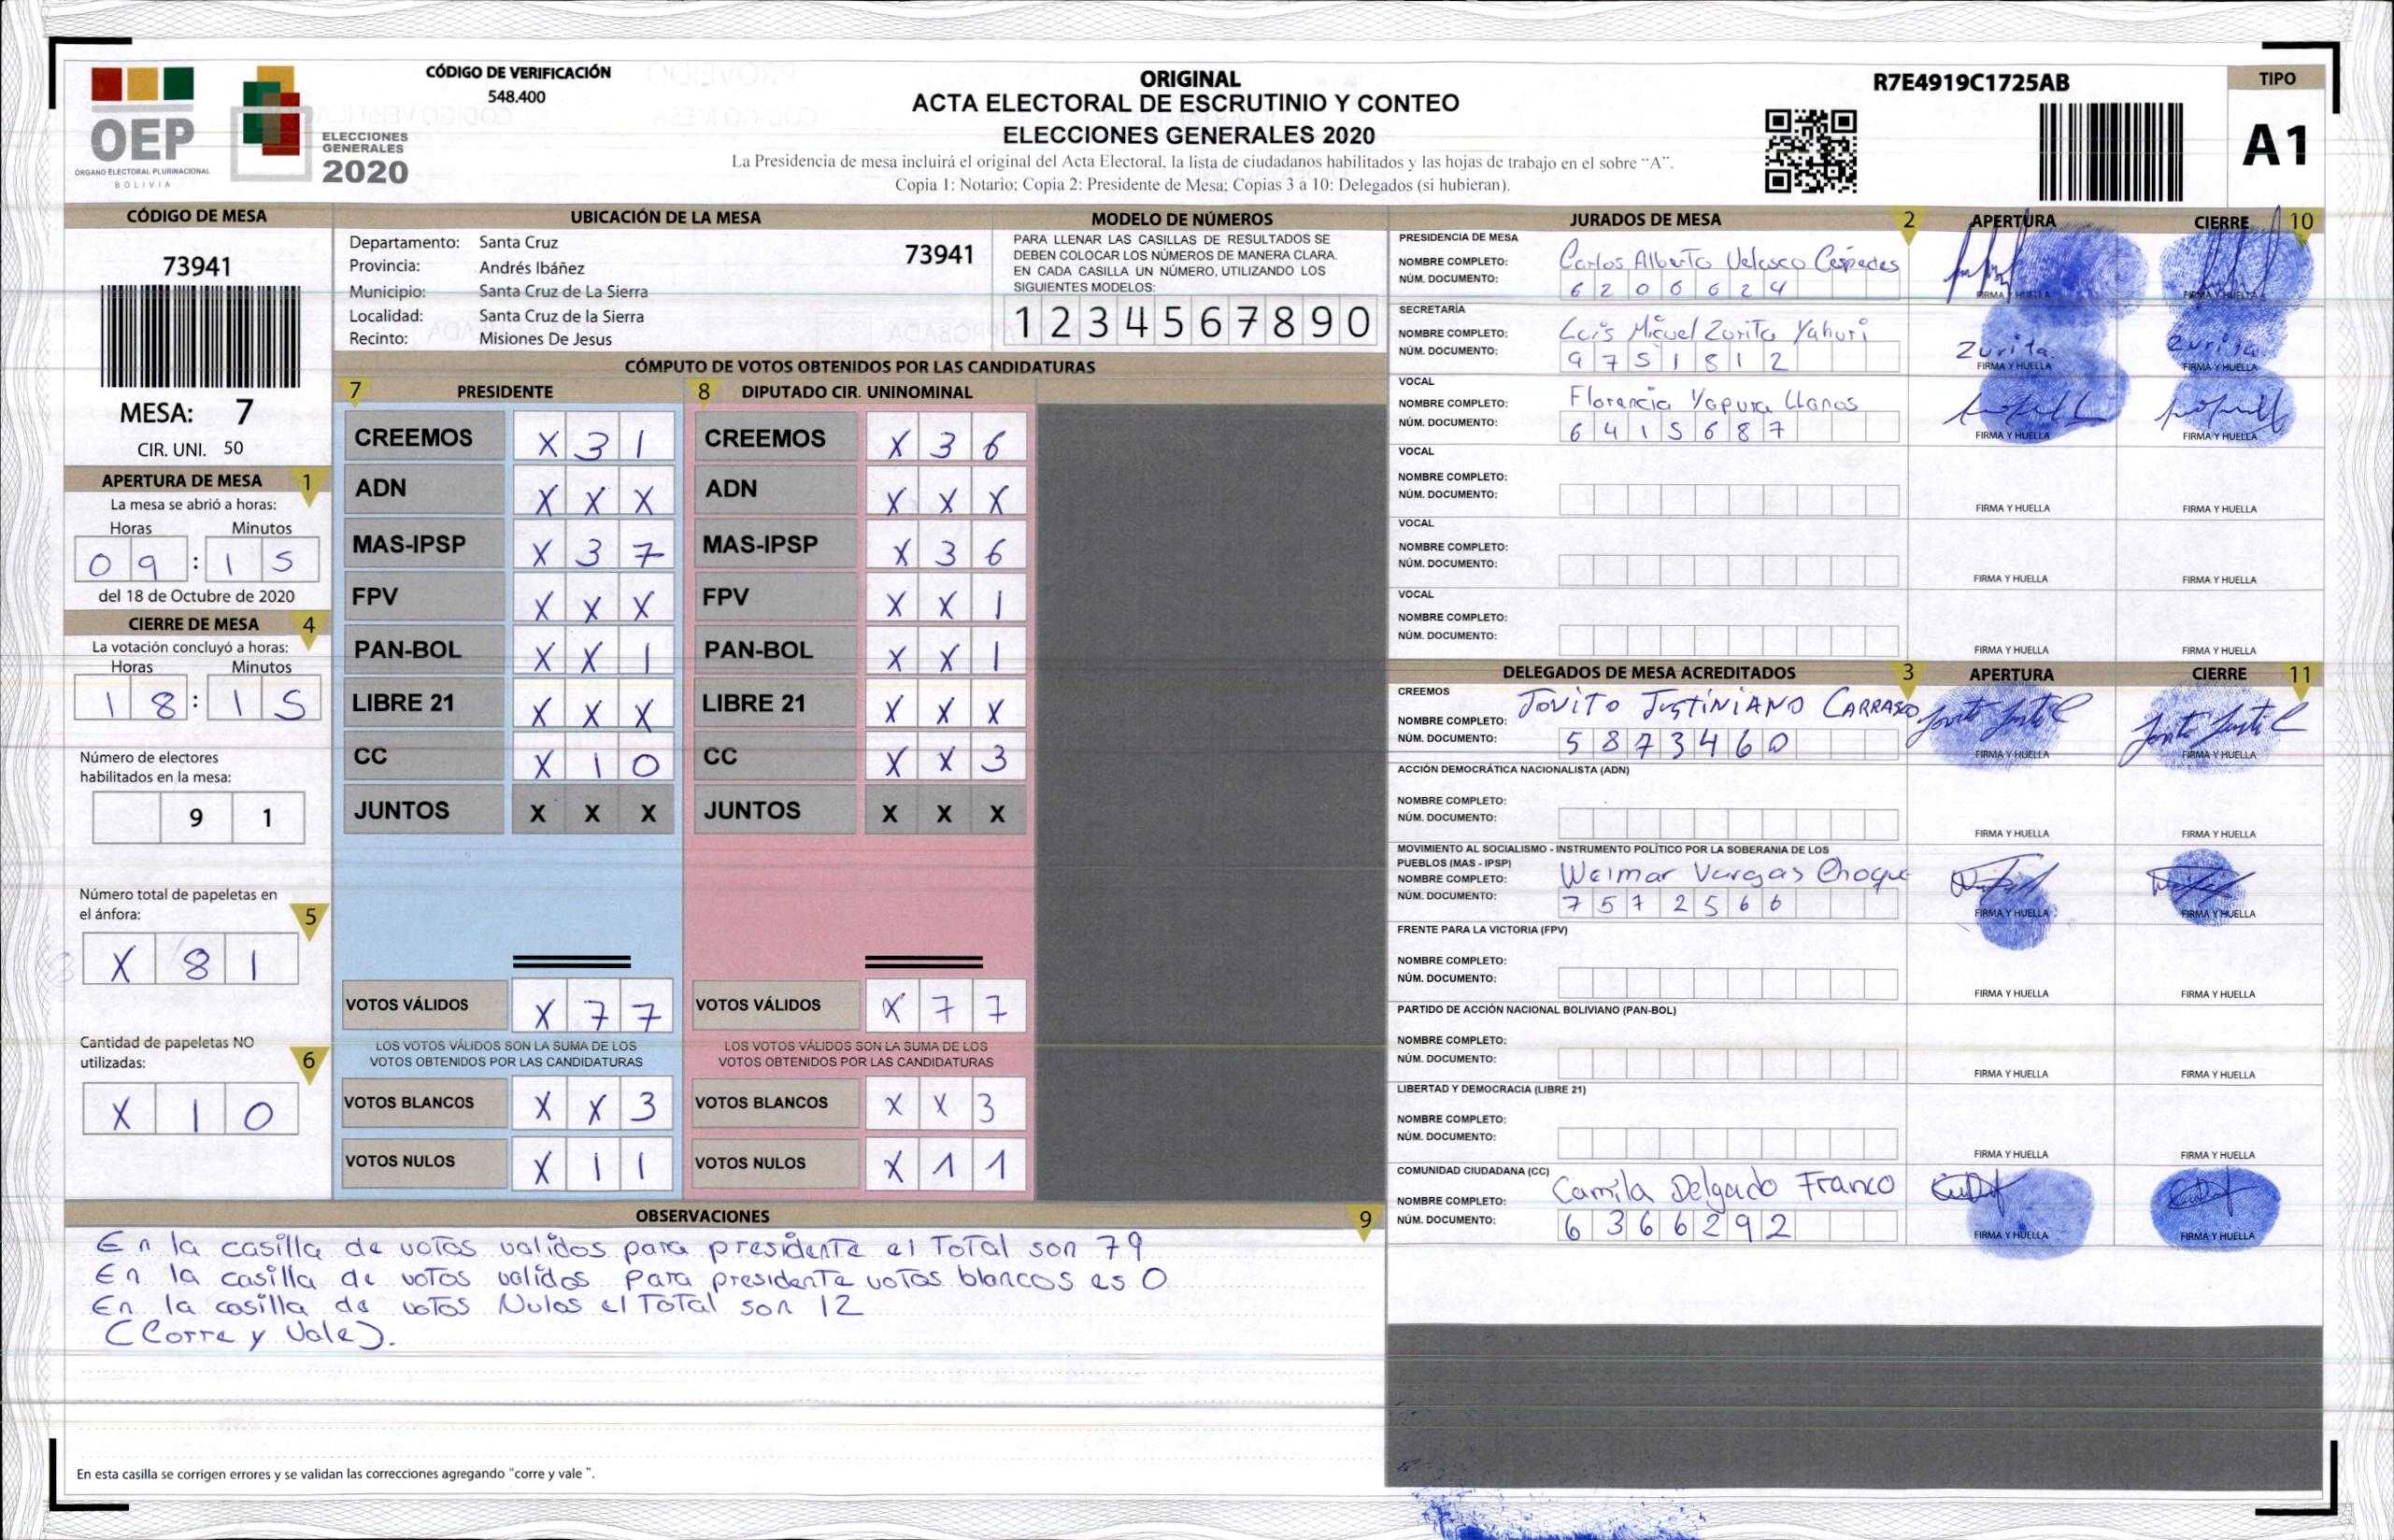 CÓDIGO DE VERIFICACIÓN
548.400
OEP
ÓRGANO ELECTORAL PLURINACIONAL
BOLIVIA
ELECCIONES
GENERALES
2020
ORIGINAL
ACTA ELECTORAL DE ESCRUTINIO Y CONTEO
ELECCIONES GENERALES 2020
La Presidencia de mesa incluirá el original del Acta Electoral, la lista de ciudadanos habilitados y las hojas de trabajo en el sobre "A".
Copia 1: Notario; Copia 2: Presidente de Mesa; Copias 3 a 10: Delegados (si hubieran).
R7E4919C1725AB
TIPO
A1
CÓDIGO DE MESA
73941
MESA: 7
CIR. UNI. 50
APERTURA DE MESA 1
La mesa se abrió a horas:
Horas Minutos
09:15
del 18 de Octubre de 2020
CIERRE DE MESA 4
La votación concluyó a horas:
Horas Minutos
18:15
Número de electores
habilitados en la mesa:
9 1
Número total de papeletas en
el ánfora: 5
X 8 1
Cantidad de papeletas NO
utilizadas: 6
X 1 0
UBICACIÓN DE LA MESA
Departamento: Santa Cruz 73941
Provincia: Andrés Ibáñez
Municipio: Santa Cruz de La Sierra
Localidad: Santa Cruz de la Sierra
Recinto: Misiones De Jesus
MODELO DE NÚMEROS
PARA LLENAR LAS CASILLAS DE RESULTADOS SE
DEBEN COLOCAR LOS NÚMEROS DE MANERA CLARA.
EN CADA CASILLA UN NÚMERO, UTILIZANDO LOS
SIGUIENTES MODELOS:
1 2 3 4 5 6 7 8 9 0
CÓMPUTO DE VOTOS OBTENIDOS POR LAS CANDIDATURAS
7 PRESIDENTE 8 DIPUTADO CIR. UNINOMINAL
CREEMOS X 3 1 CREEMOS X 3 6
ADN X X X ADN X X X
MAS-IPSP X 3 7 MAS-IPSP X 3 6
FPV X X X FPV X X 1
PAN-BOL X X 1 PAN-BOL X X 1
LIBRE 21 X X X LIBRE 21 X X X
CC X 1 0 CC X X 3
JUNTOS X X X JUNTOS X X X
VOTOS VÁLIDOS X 7 7 VOTOS VÁLIDOS X 7 7
LOS VOTOS VÁLIDOS SON LA SUMA DE LOS LOS VOTOS VÁLIDOS SON LA SUMA DE LOS
VOTOS OBTENIDOS POR LAS CANDIDATURAS VOTOS OBTENIDOS POR LAS CANDIDATURAS
VOTOS BLANCOS X X 3 VOTOS BLANCOS X X 3
VOTOS NULOS X 1 1 VOTOS NULOS X 1 1
OBSERVACIONES 9
En la casilla de votos validos para presidente el Total son 79
En la casilla de votos validos para presidente votos blancos es 0
En la casilla de votos Nulos el Total son 12
(Corre y Vale).
En esta casilla se corrigen errores y se validan las correcciones agregando "corre y vale ".
JURADOS DE MESA 2 APERTURA CIERRE 10
PRESIDENCIA DE MESA
NOMBRE COMPLETO: Carlos Alberto Velasco Cespedes
NÚM. DOCUMENTO: 6 2 0 6 6 2 4
FIRMA Y HUELLA FIRMA Y HUELLA
SECRETARÍA
NOMBRE COMPLETO: Luis Miguel Zurita Yahuri
NÚM. DOCUMENTO: 9 7 5 1 8 1 2
Zurita Zurita
FIRMA Y HUELLA FIRMA Y HUELLA
VOCAL
NOMBRE COMPLETO: Florencia Yapura Llanos
NÚM. DOCUMENTO: 6 4 1 5 6 8 7
FIRMA Y HUELLA FIRMA Y HUELLA
VOCAL
NOMBRE COMPLETO:
NÚM. DOCUMENTO:
FIRMA Y HUELLA FIRMA Y HUELLA
VOCAL
NOMBRE COMPLETO:
NÚM. DOCUMENTO:
FIRMA Y HUELLA FIRMA Y HUELLA
VOCAL
NOMBRE COMPLETO:
NÚM. DOCUMENTO:
FIRMA Y HUELLA FIRMA Y HUELLA
DELEGADOS DE MESA ACREDITADOS 3 APERTURA CIERRE 11
CREEMOS
NOMBRE COMPLETO: JOVITO JUSTINIANO CARRASCO
NÚM. DOCUMENTO: 5 8 7 3 4 6 0
FIRMA Y HUELLA FIRMA Y HUELLA
ACCIÓN DEMOCRÁTICA NACIONALISTA (ADN)
NOMBRE COMPLETO:
NÚM. DOCUMENTO:
FIRMA Y HUELLA FIRMA Y HUELLA
MOVIMIENTO AL SOCIALISMO - INSTRUMENTO POLÍTICO POR LA SOBERANIA DE LOS
PUEBLOS (MAS - IPSP)
NOMBRE COMPLETO: Weimar Vargas Choque
NÚM. DOCUMENTO: 7 5 7 2 5 6 6
FIRMA Y HUELLA FIRMA Y HUELLA
FRENTE PARA LA VICTORIA (FPV)
NOMBRE COMPLETO:
NÚM. DOCUMENTO:
FIRMA Y HUELLA FIRMA Y HUELLA
PARTIDO DE ACCIÓN NACIONAL BOLIVIANO (PAN-BOL)
NOMBRE COMPLETO:
NÚM. DOCUMENTO:
FIRMA Y HUELLA FIRMA Y HUELLA
LIBERTAD Y DEMOCRACIA (LIBRE 21)
NOMBRE COMPLETO:
NÚM. DOCUMENTO:
FIRMA Y HUELLA FIRMA Y HUELLA
COMUNIDAD CIUDADANA (CC)
NOMBRE COMPLETO: Camila Delgado Franco
NÚM. DOCUMENTO: 6 3 6 6 2 9 2
FIRMA Y HUELLA FIRMA Y HUELLA